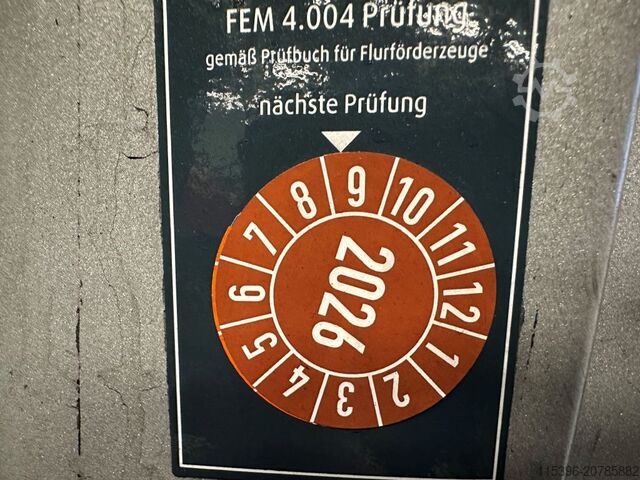 FEM 4.004 Prüfung
gemäß Prüfbuch für Flurförderzeuge
nächste Prüfung
1 2 3 4 5 6 7 8 9 10 11 12
2026
115396-20785882